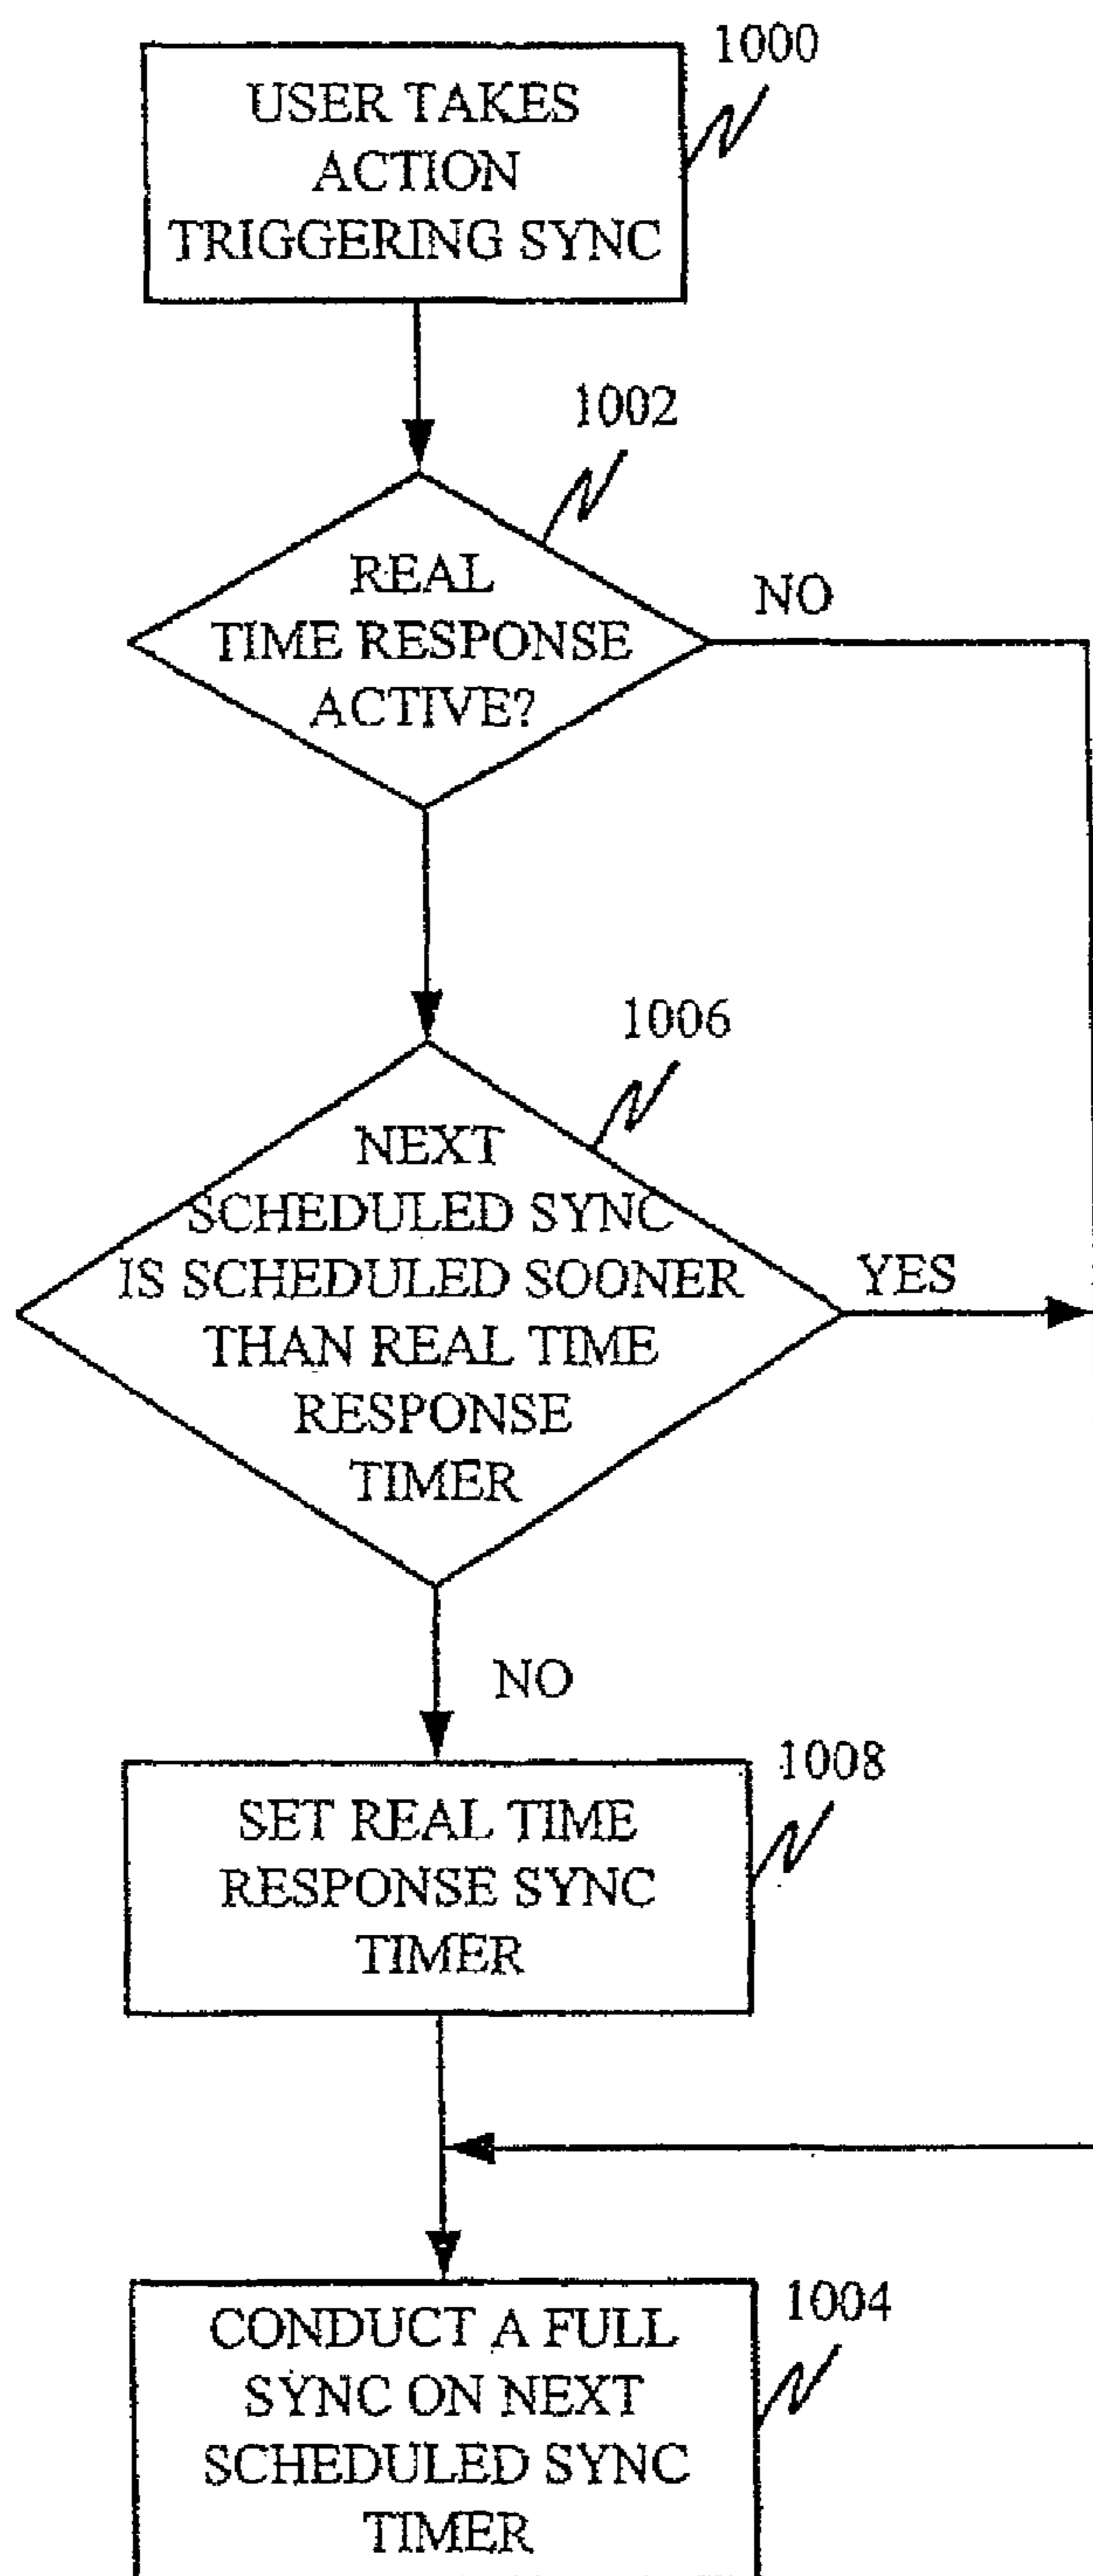 1000
USER TAKES
ACTION
TRIGGERING SYNC
1002
REAL
TIME RESPONSE
ACTIVE?
NO
1006
NEXT
SCHEDULED SYNC
IS SCHEDULED SOONER
THAN REAL TIME
RESPONSE
TIMER
YES
NO
1008
SET REAL TIME
RESPONSE SYNC
TIMER
1004
CONDUCT A FULL
SYNC ON NEXT
SCHEDULED SYNC
TIMER